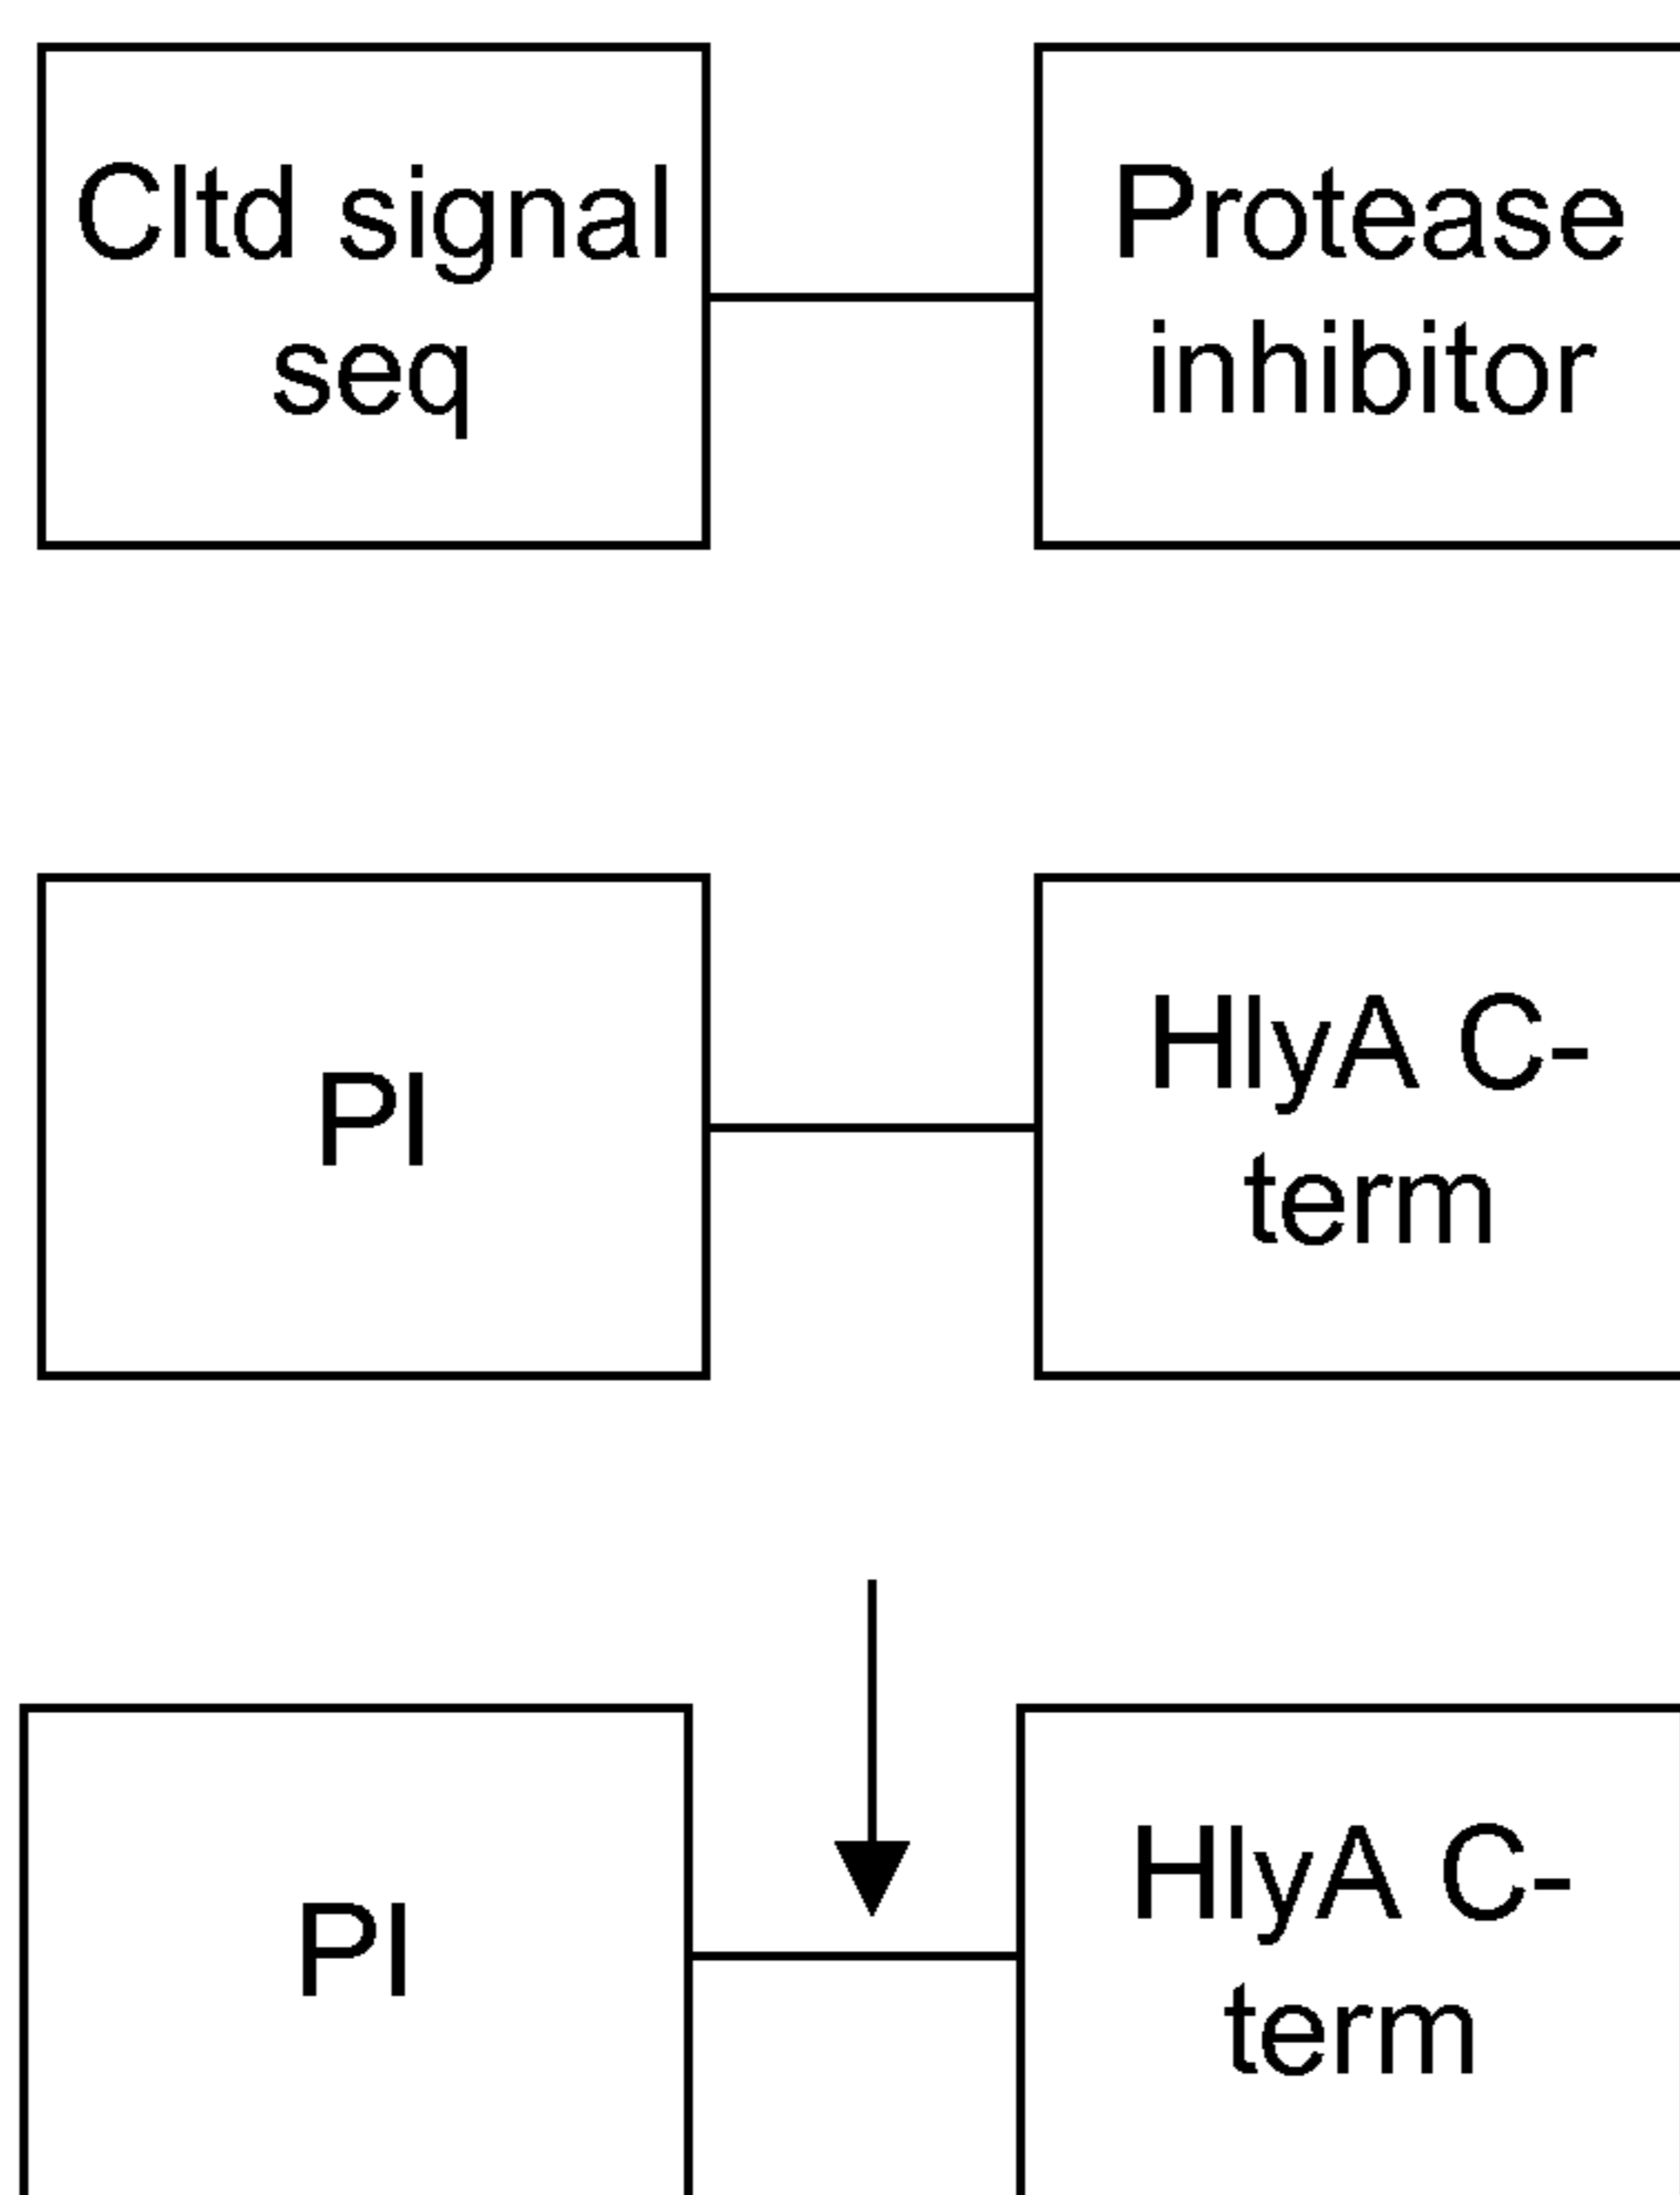 Cltd signal
seq
Protease
inhibitor
PI
HlyA C-
term
PI
HlyA C-
term